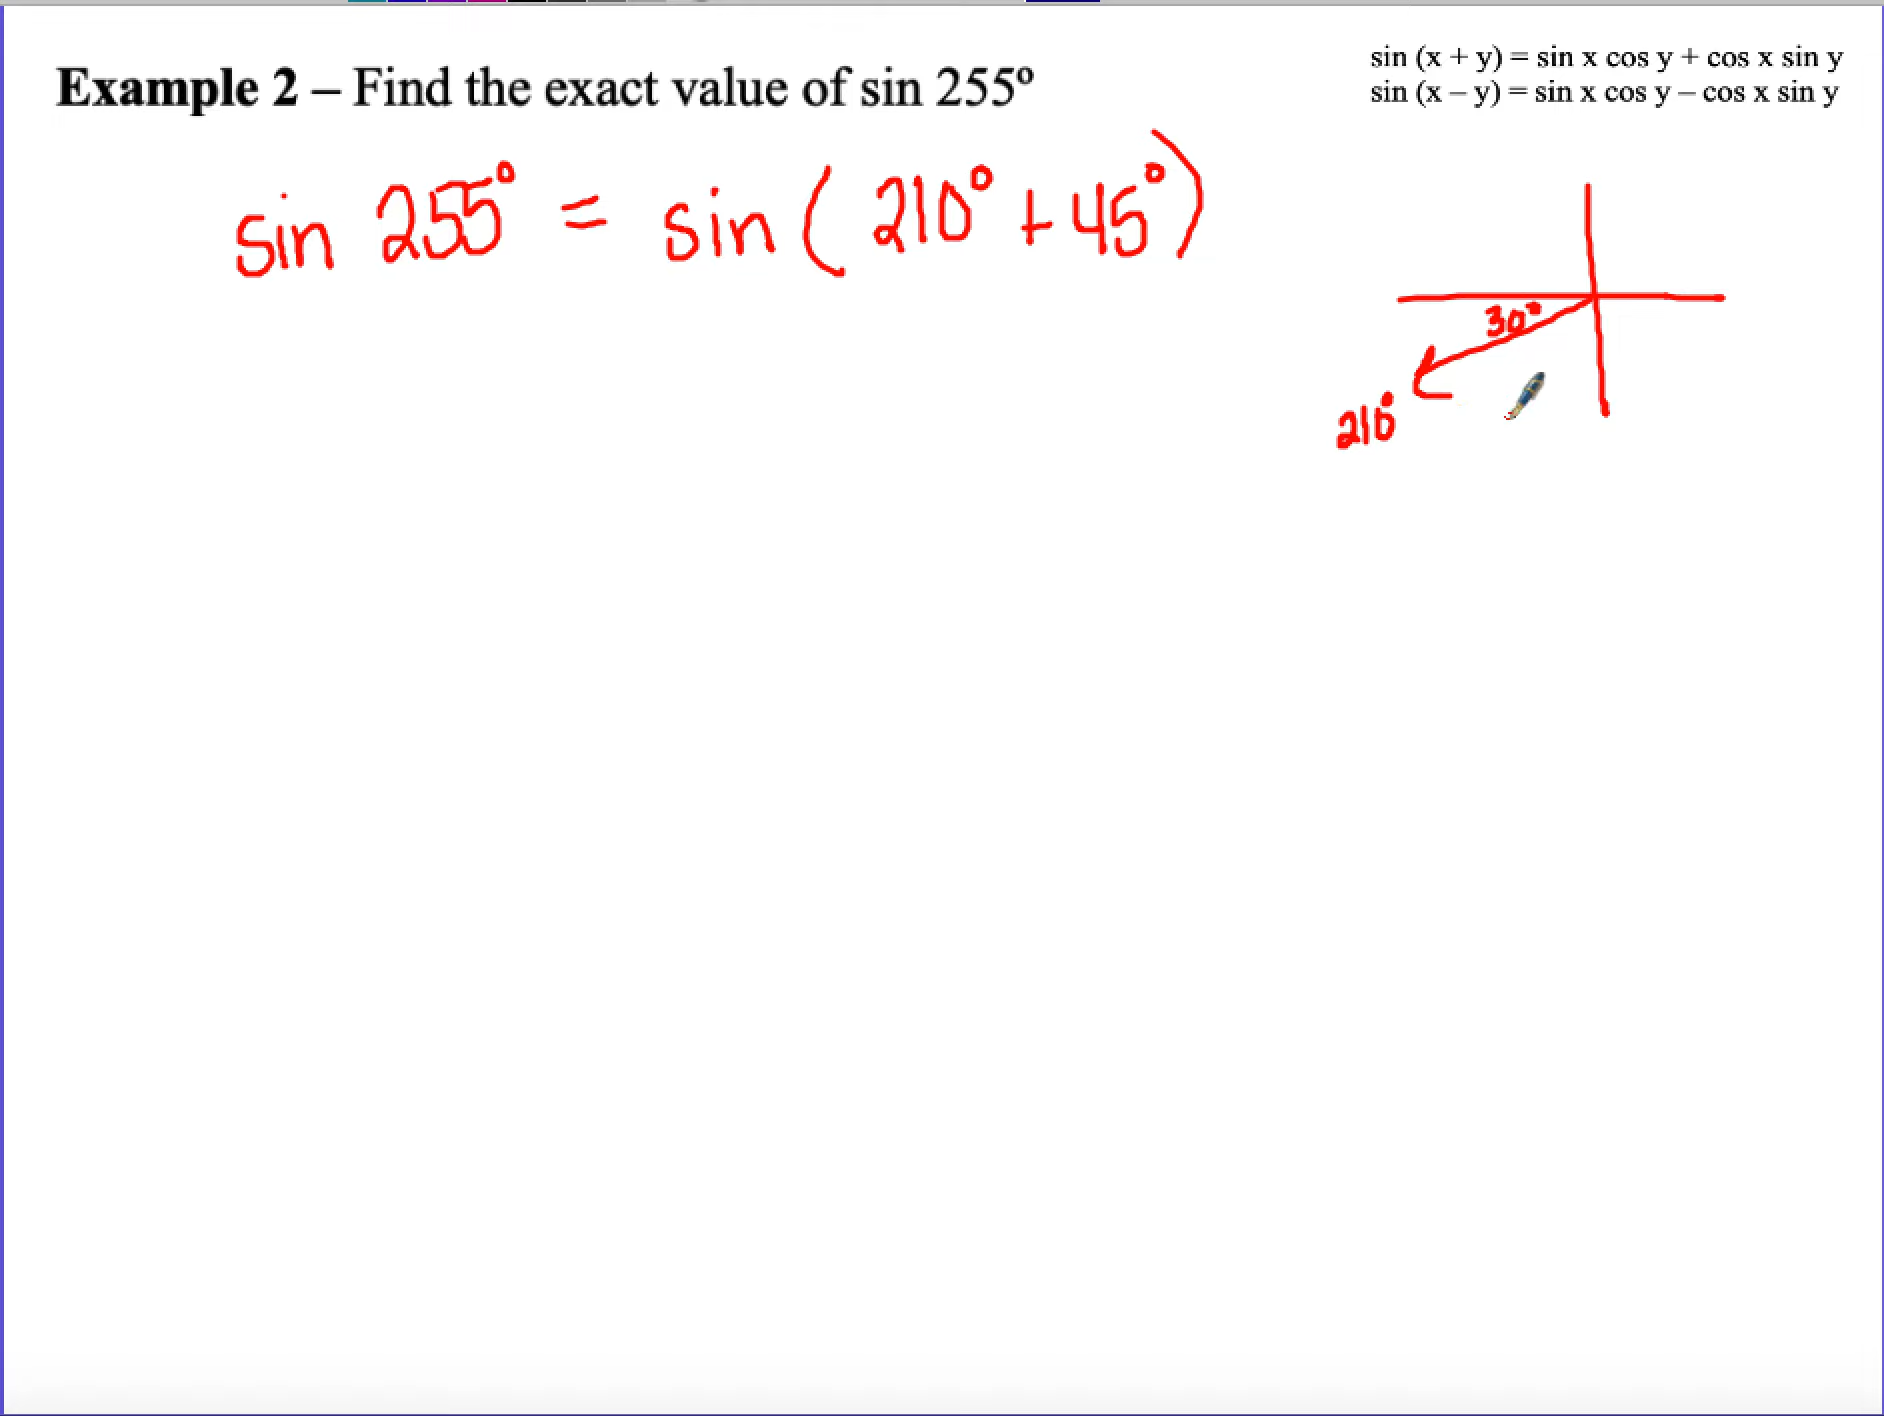 Example 2 – Find the exact value of sin 255º
sin (x + y) = sin x cos y + cos x sin y
sin (x – y) = sin x cos y – cos x sin y
sin 255° = sin ( 210° + 45° )
30°
210°